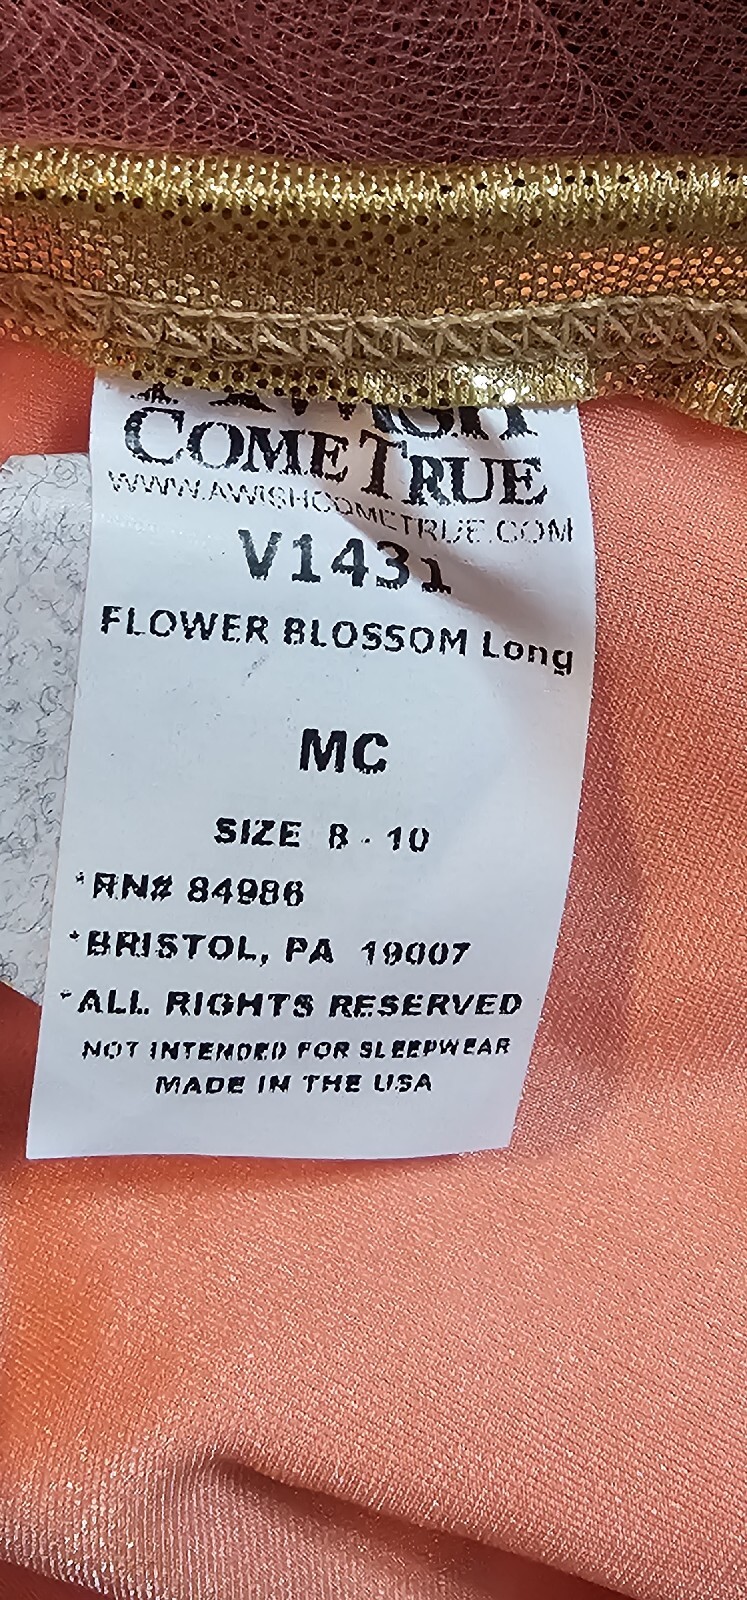 A WISH
COME TRUE
WWW.AWISHCOMETRUE.COM
V1431
FLOWER BLOSSOM Long
MC
SIZE 8 - 10
*RN# 84986
*BRISTOL, PA 19007
*ALL RIGHTS RESERVED
NOT INTENDED FOR SLEEPWEAR
MADE IN THE USA